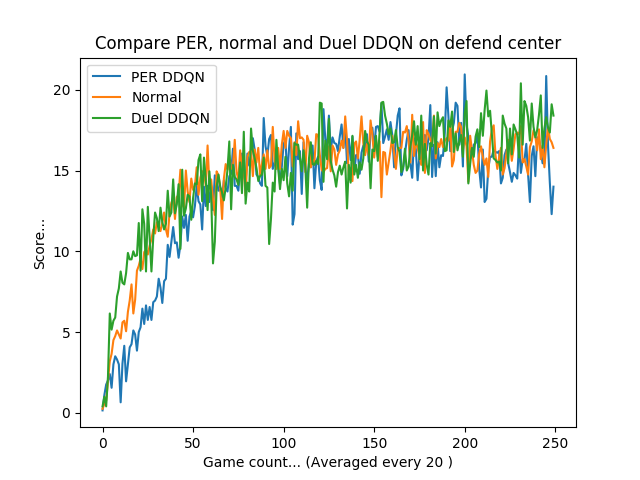 Compare PER, normal and Duel DDQN on defend center
PER DDQN
Normal
Duel DDQN
20
15
10
5
0
Score...
0 50 100 150 200 250
Game count... (Averaged every 20 )